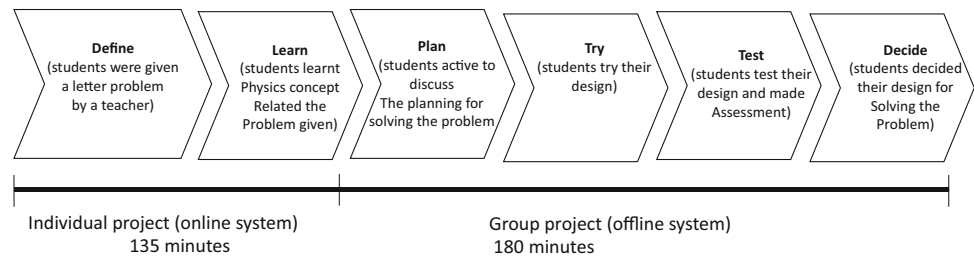 Define
(students were given
a letter problem
by a teacher)
Learn
(students learnt
Physics concept
Related the
Problem given)
Plan
(students active to
discuss
The planning for
solving the problem
Try
(students try their
design)
Test
(students test their
design and made
Assessment)
Decide
(students decided
their design for
Solving the
Problem)
Individual project (online system)
135 minutes
Group project (offline system)
180 minutes